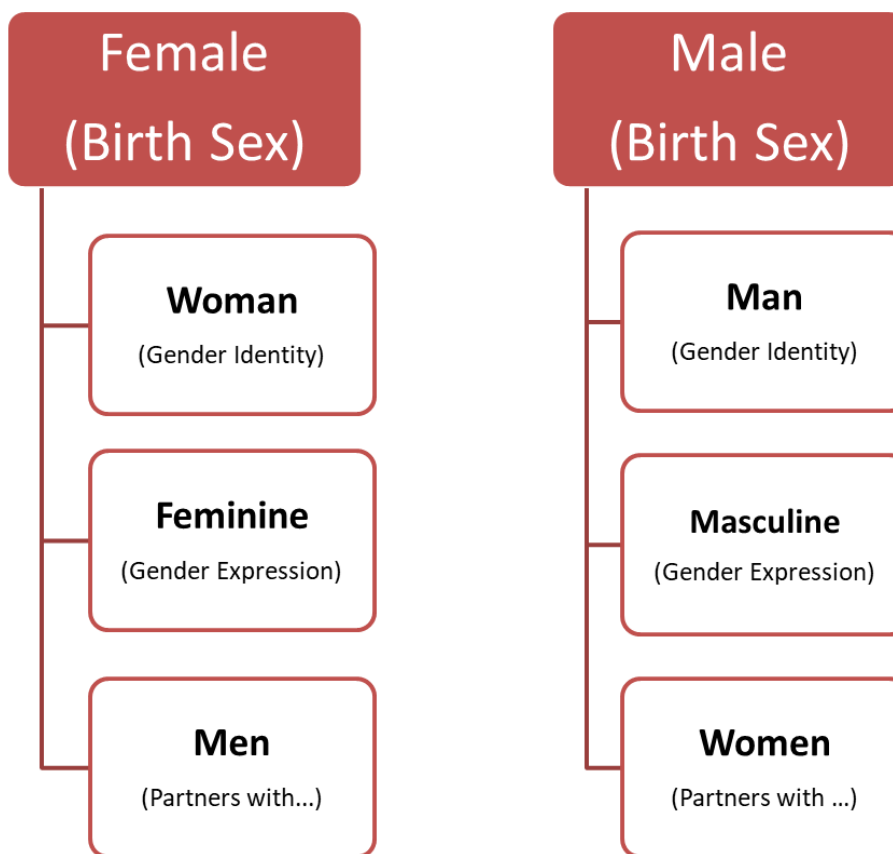 Female
(Birth Sex)
Woman
(Gender Identity)
Feminine
(Gender Expression)
Men
(Partners with...)
Male
(Birth Sex)
Man
(Gender Identity)
Masculine
(Gender Expression)
Women
(Partners with ...)